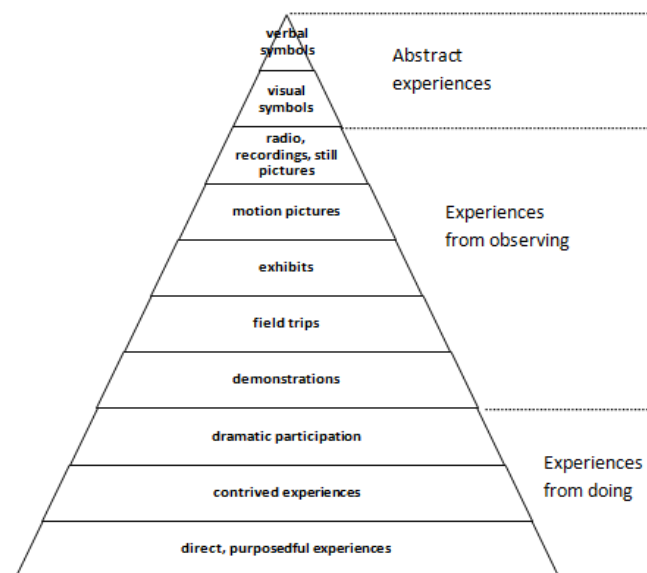 verbal
symbols
Abstract
experiences
visual
symbols
radio,
recordings, still
pictures
motion pictures
Experiences
from observing
exhibits
field trips
demonstrations
dramatic participation
Experiences
from doing
contrived experiences
direct, purposedful experiences